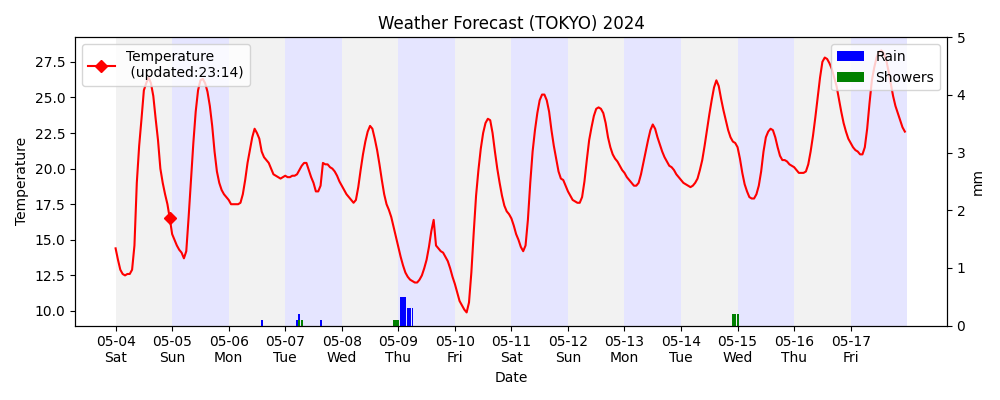 Weather Forecast (TOKYO) 2024
Temperature
(updated:23:14)
Rain
Showers
Temperature
27.5
25.0
22.5
20.0
17.5
15.0
12.5
10.0
5
4
3
2
1
0
mm
05-04 05-05 05-06 05-07 05-08 05-09 05-10 05-11 05-12 05-13 05-14 05-15 05-16 05-17
Sat Sun Mon Tue Wed Thu Fri Sat Sun Mon Tue Wed Thu Fri
Date